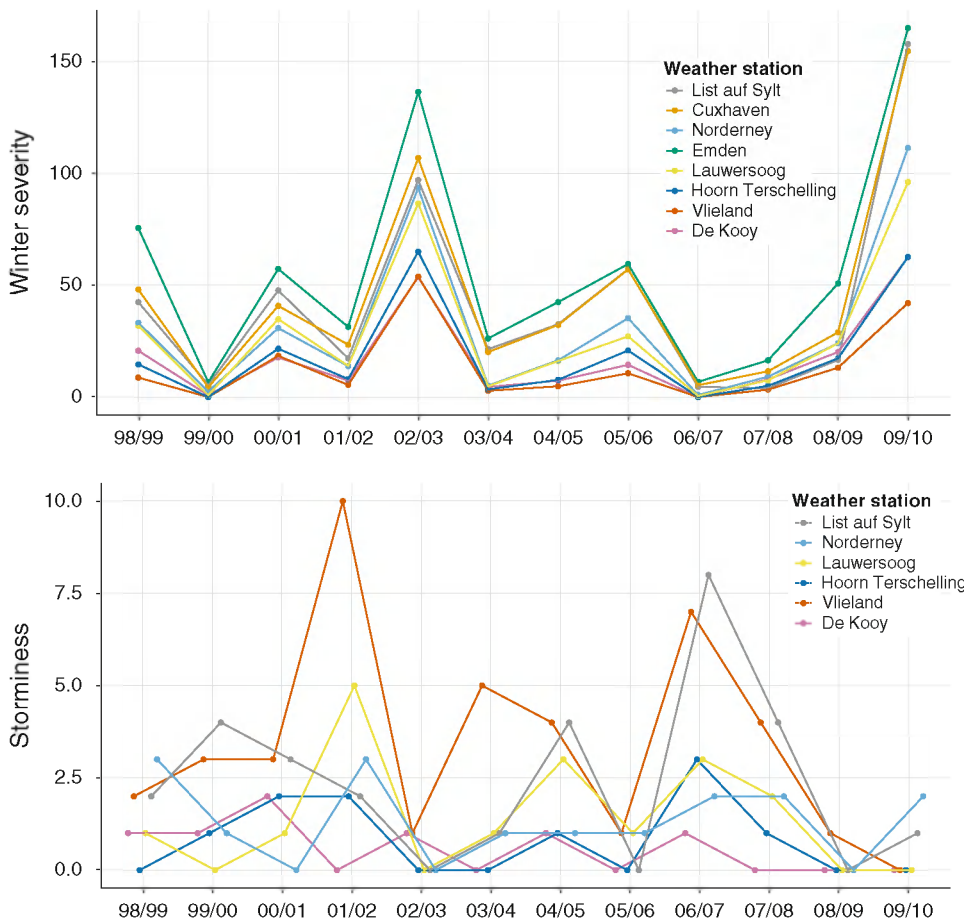 Winter severity
150
100
50
0
Weather station
List auf Sylt
Cuxhaven
Norderney
Emden
Lauwersoog
Hoorn Terschelling
Vlieland
De Kooy
98/99 99/00 00/01 01/02 02/03 03/04 04/05 05/06 06/07 07/08 08/09 09/10
Storminess
10.0
7.5
5.0
2.5
0.0
Weather station
List auf Sylt
Norderney
Lauwersoog
Hoorn Terschelling
Vlieland
De Kooy
98/99 99/00 00/01 01/02 02/03 03/04 04/05 05/06 06/07 07/08 08/09 09/10